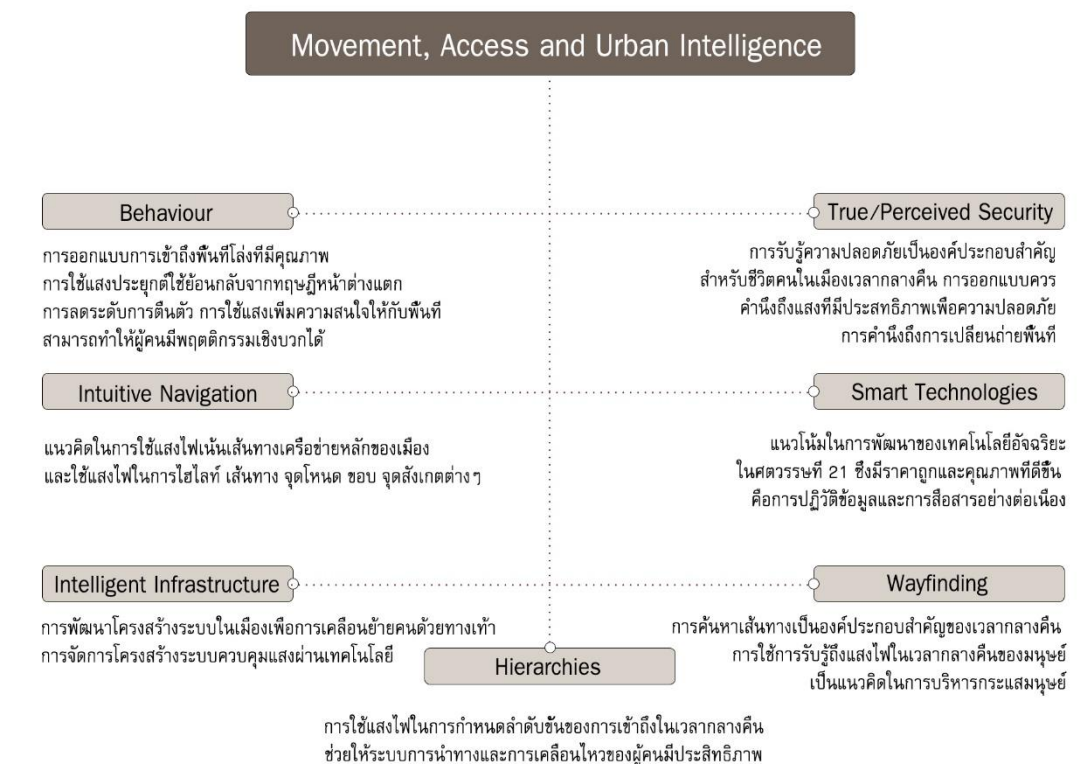 Movement, Access and Urban Intelligence
Behaviour
การออกแบบการเข้าถึงพื้นที่โล่งที่มีคุณภาพ
การใช้แสงประยุกต์ใช้ย้อนกลับจากทฤษฎีหน้าต่างแตก
การลดระดับการตื่นตัว การใช้แสงเพิ่มความสนใจให้กับพื้นที่
สามารถทำให้ผู้คนมีพฤตติกรรมเชิงบวกได้
True/Perceived Security
การรับรู้ความปลอดภัยเป็นองค์ประกอบสำคัญ
สำหรับชีวิตคนในเมืองเวลากลางคืน การออกแบบควร
คำนึงถึงแสงที่มีประสทธิภาพเพื่อความปลอดภัย
การคำนึงถึงการเปลี่ยนถ่ายพื้นที่
Intuitive Navigation
แนวคิดในการใช้แสงไฟเน้นเส้นทางเครือข่ายหลักของเมือง
และใช้แสงไฟในการไฮไลท์ เส้นทาง จุดโหนด ขอบ จุดสังเกตต่างๆ
Smart Technologies
แนวโน้มในการพัฒนาของเทคโนโลยีอัจฉริยะ
ในศตวรรษที่ 21 ซึ่งมีราคาถูกและคุณภาพที่ดีขึ้น
คือการปฏิวัติข้อมูลและการสื่อสารอย่างต่อเนื่อง
Intelligent Infrastructure
การพัฒนาโครงสร้างระบบในเมืองเพื่อการเคลื่อนย้ายคนด้วยทางเท้า
การจัดการโครงสร้างระบบควบคุมแสงผ่านเทคโนโลยี
Wayfinding
การค้นหาเส้นทางเป็นองค์ประกอบสำคัญของเวลากลางคืน
การใช้การรับรู้ถึงแสงไฟในเวลากลางคืนของมนุษย์
เป็นแนวคิดในการบริหารกระแสมนุษย์
Hierarchies
การใช้แสงไฟในการกำหนดลำดับชั้นของการเข้าถึงในเวลากลางคืน
ช่วยให้ระบบการนำทางและการเคลื่อนไหวของผู้คนมีประสิทธิภาพ